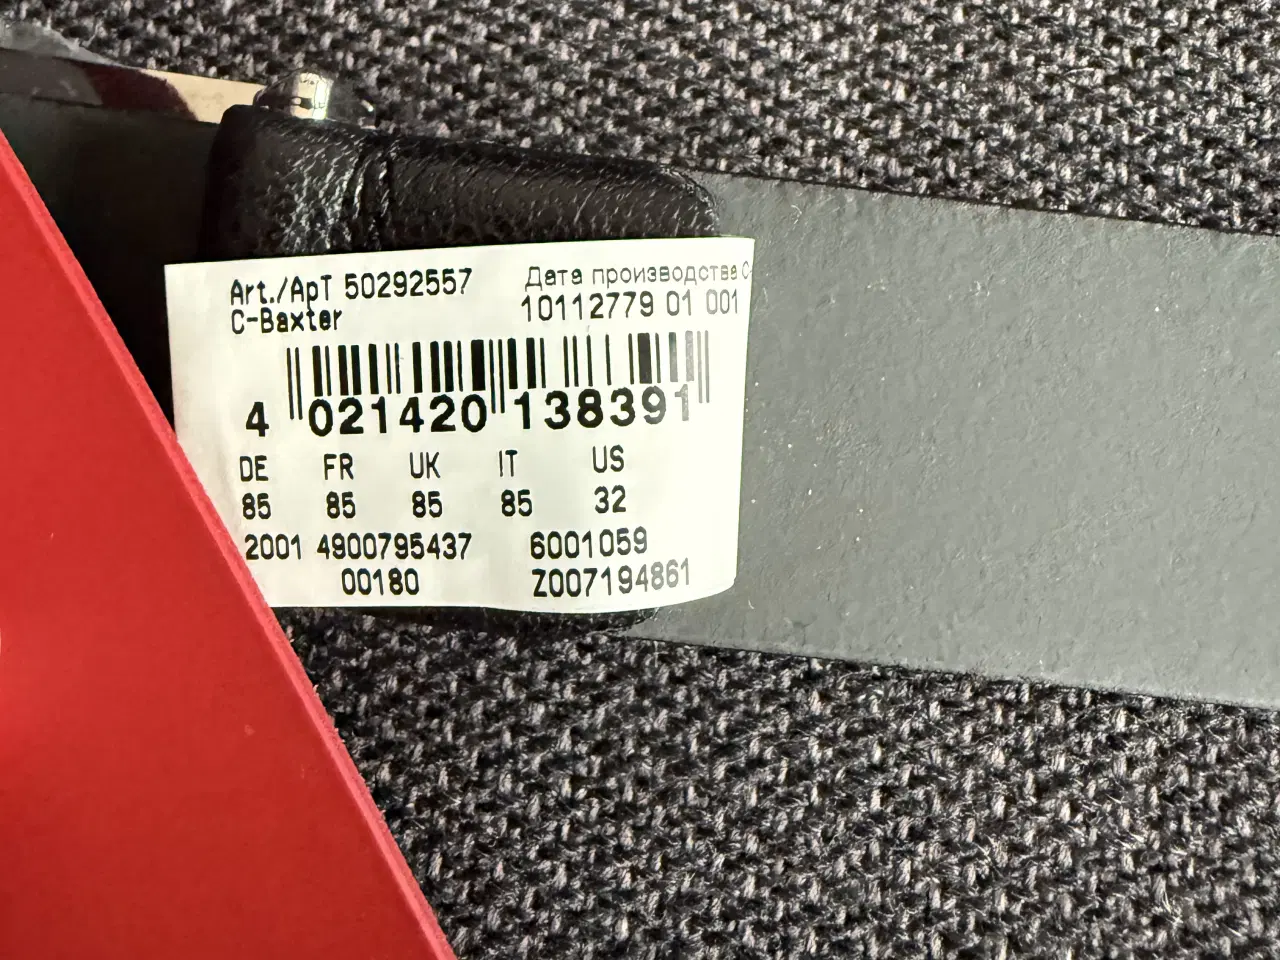 Art./Арт 50292557
Дата производства
C-Baxter
10112779 01 001
4 021420 138391
DE FR UK IT US
85 85 85 85 32
2001 4900795437 6001059
00180 Z007194861